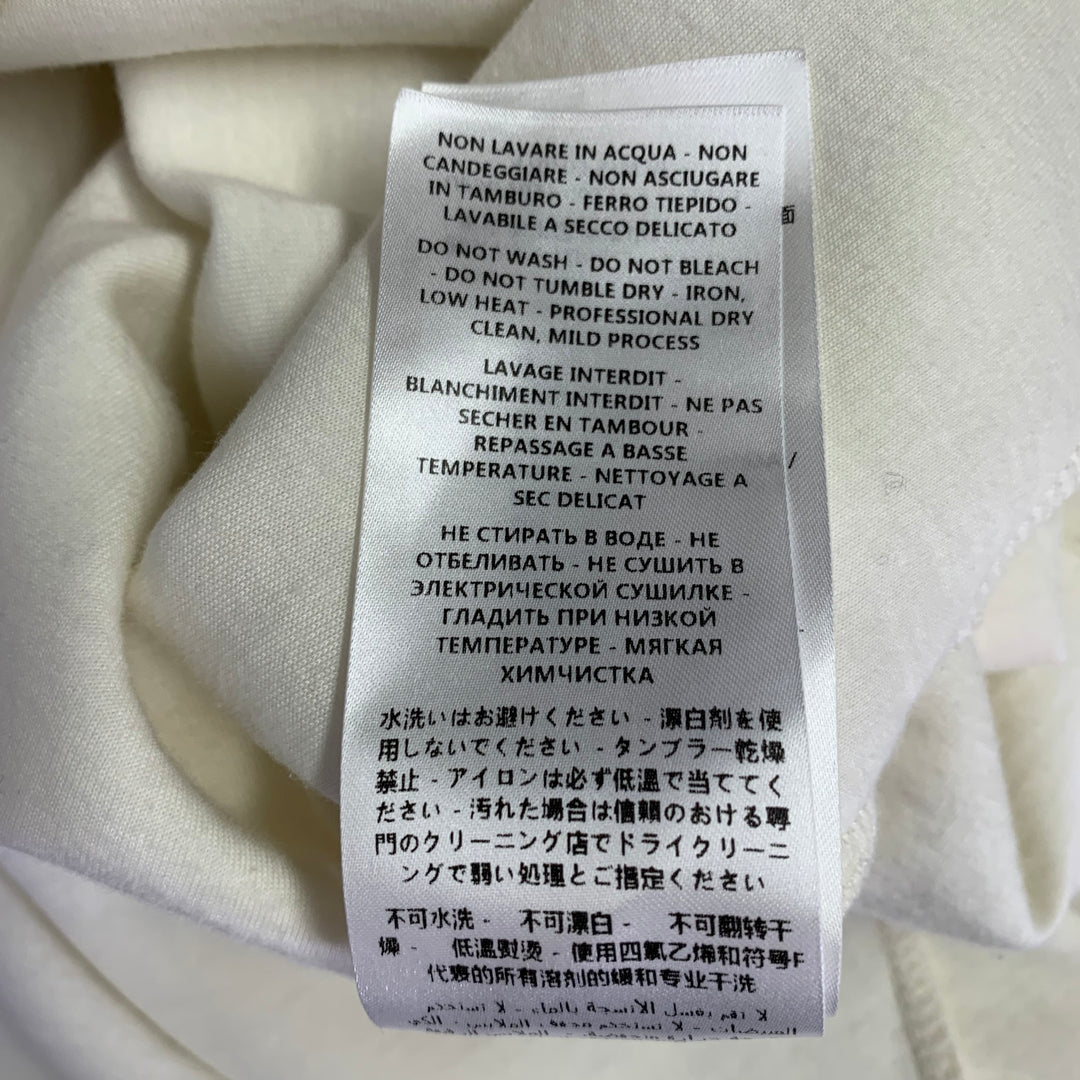 NON LAVARE IN ACQUA - NON
CANDEGGIARE - NON ASCIUGARE
IN TAMBURO - FERRO TIEPIDO -
LAVABILE A SECCO DELICATO
DO NOT WASH - DO NOT BLEACH
- DO NOT TUMBLE DRY - IRON,
LOW HEAT - PROFESSIONAL DRY
CLEAN, MILD PROCESS
LAVAGE INTERDIT -
BLANCHIMENT INTERDIT - NE PAS
SECHER EN TAMBOUR -
REPASSAGE A BASSE
TEMPERATURE - NETTOYAGE A
SEC DELICAT
НЕ СТИРАТЬ В ВОДЕ - НЕ
ОТБЕЛИВАТЬ - НЕ СУШИТЬ В
ЭЛЕКТРИЧЕСКОЙ СУШИЛКЕ -
ГЛАДИТЬ ПРИ НИЗКОЙ
ТЕМПЕРАТУРЕ - МЯГКАЯ
ХИМЧИСТКА
水洗いはお避けください - 漂白剤を使
用しないでください - タンブラー乾燥
禁止 - アイロンは必ず低温で当ててく
ださい - 汚れた場合は信頼のおける専
門のクリーニング店でドライクリーニ
ングで弱い処理とご指定ください
不可水洗 - 不可漂白 - 不可翻转干
燥 - 低温熨烫 - 使用四氯乙烯和符号F
代表的所有溶剂的缓和专业干洗